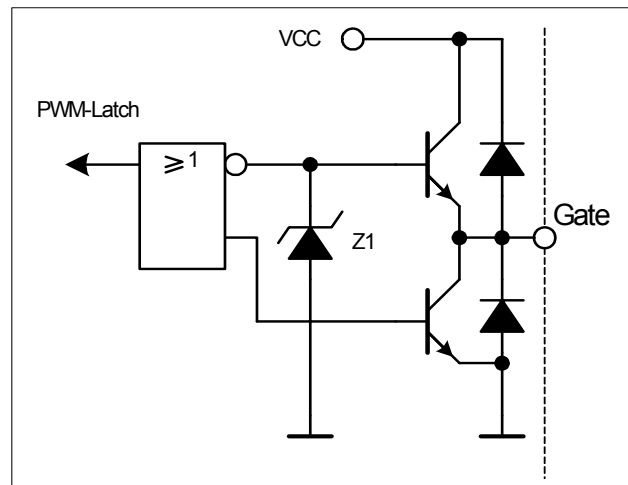 VCC
PWM-Latch
≥1
Gate
Z1